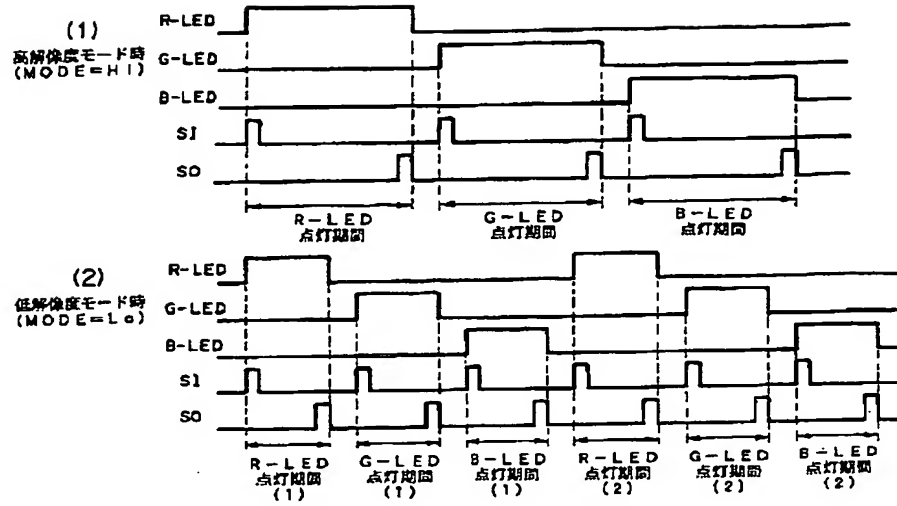 (1)
高解像度モード時
(MODE=HI)
R-LED
G-LED
B-LED
SI
SO
R-LED
点灯期間
G-LED
点灯期間
B-LED
点灯期間
(2)
低解像度モード時
(MODE=Lo)
R-LED
G-LED
B-LED
SI
SO
R-LED
点灯期間
(1)
G-LED
点灯期間
(1)
B-LED
点灯期間
(1)
R-LED
点灯期間
(2)
G-LED
点灯期間
(2)
B-LED
点灯期間
(2)